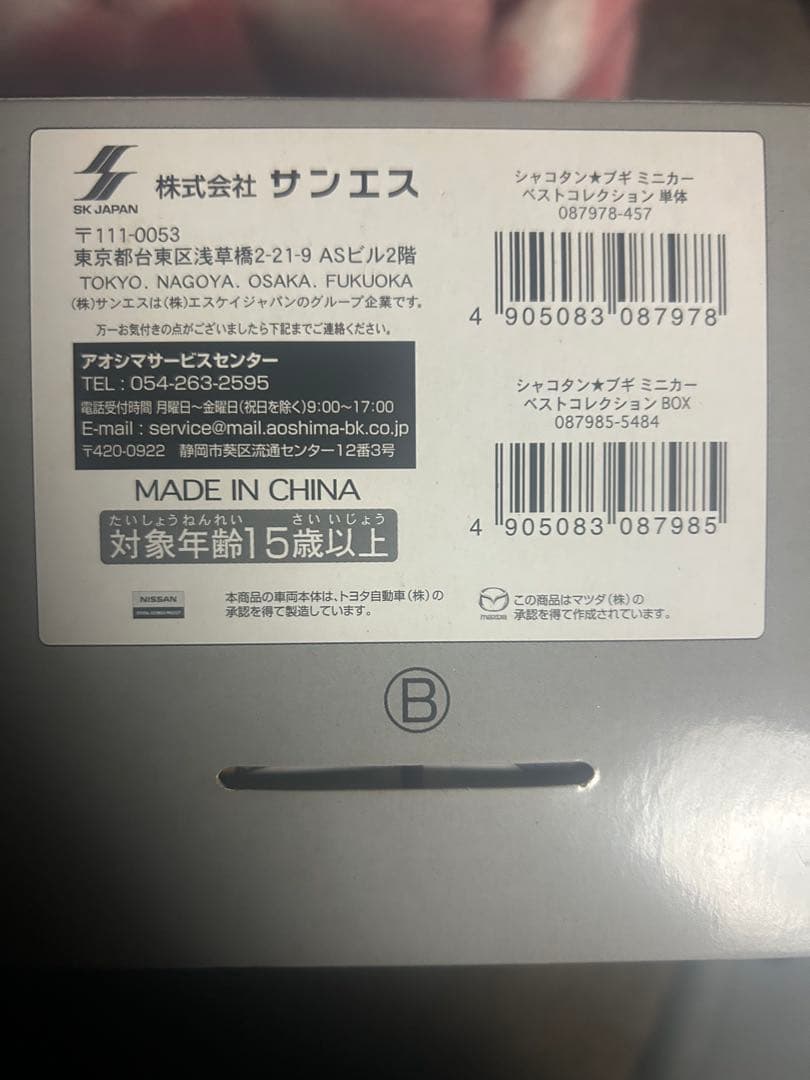 SK JAPAN
株式会社 サンエス
〒111-0053
東京都台東区浅草橋2-21-9 ASビル2階
TOKYO. NAGOYA. OSAKA. FUKUOKA
(株)サンエスは(株)エスケイジャパンのグループ企業です。
万一お気付きの点がございましたら下記までご連絡ください。
アオシマサービスセンター
TEL : 054-263-2595
電話受付時間 月曜日〜金曜日(祝日を除く)9:00〜17:00
E-mail : service@mail.aoshima-bk.co.jp
〒420-0922 静岡市葵区流通センター12番3号
MADE IN CHINA
たいしょうねんれい さいいじょう
対象年齢15歳以上
シャコタン★ブギ ミニカー
ベストコレクション 単体
087978-457
4 905083 087978
シャコタン★ブギ ミニカー
ベストコレクション BOX
087985-5484
4 905083 087985
NISSAN
本商品の車両本体は、トヨタ自動車(株)の
承認を得て製造しています。
mazda
この商品はマツダ(株)の
承認を得て作成されています。
B